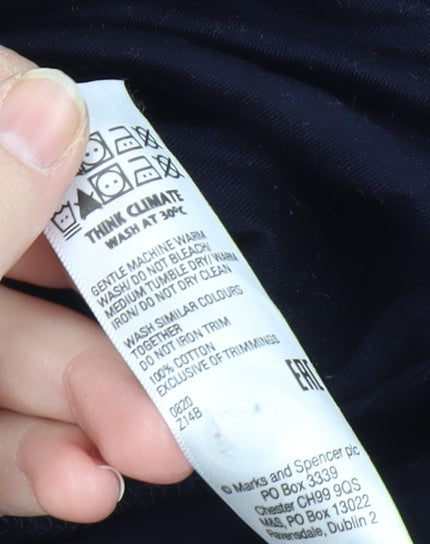 THINK CLIMATE
WASH AT 30°C
GENTLE MACHINE WARM
WASH/ DO NOT BLEACH/
MEDIUM TUMBLE DRY/ WARM
IRON/ DO NOT DRY CLEAN
WASH SIMILAR COLOURS
TOGETHER
DO NOT IRON TRIM
100% COTTON
EXCLUSIVE OF TRIMMINGS
EAC
0820
Z14B
© Marks and Spencer plc
PO Box 3339
Chester CH99 9QS
M&S, PO Box 13022
Ravensdale, Dublin 2